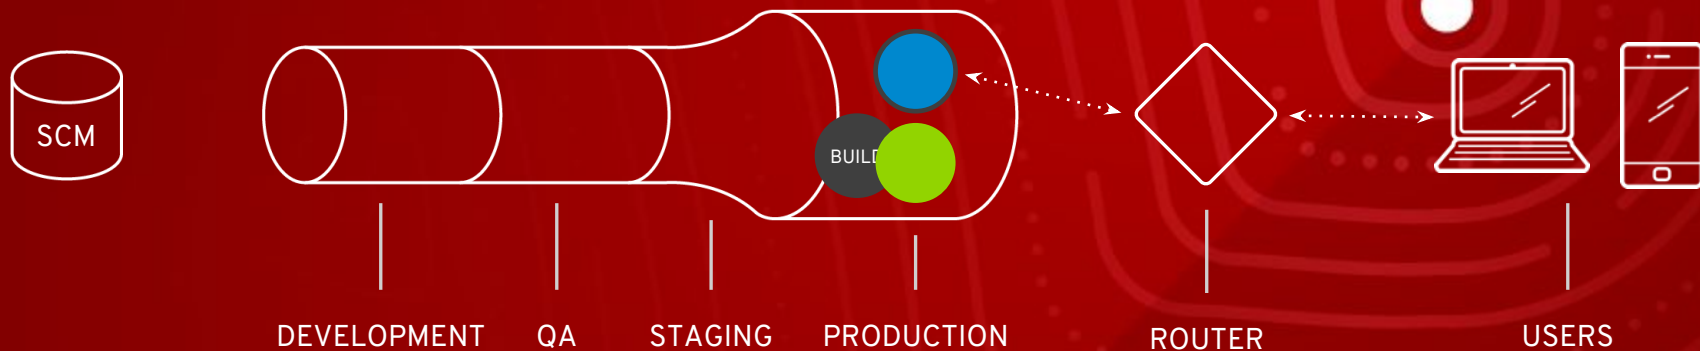 SCM
BUILD
DEVELOPMENT
QA
STAGING
PRODUCTION
ROUTER
USERS